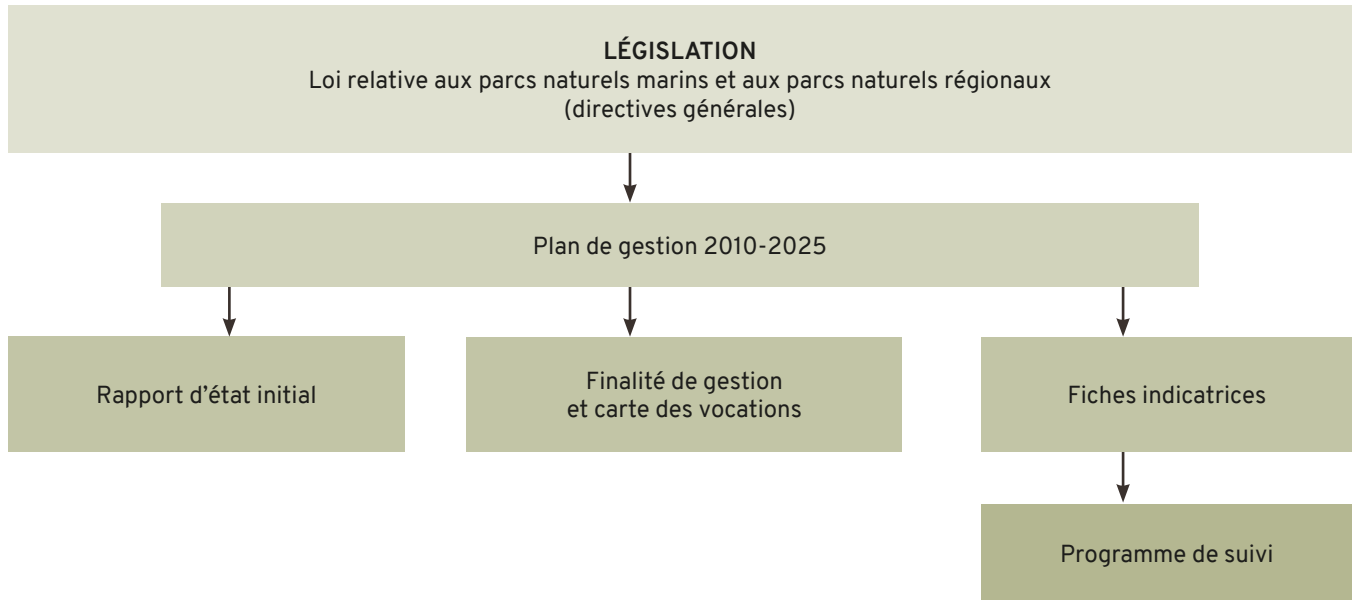 LÉGISLATION
Loi relative aux parcs naturels marins et aux parcs naturels régionaux
(directives générales)
Plan de gestion 2010-2025
Rapport d’état initial
Finalité de gestion
et carte des vocations
Fiches indicatrices
Programme de suivi